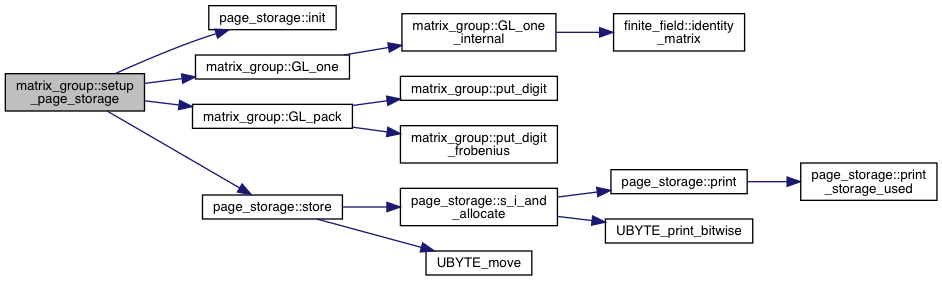 matrix_group::setup
_page_storage
page_storage::init
matrix_group::GL_one
matrix_group::GL_one
_internal
finite_field::identity
_matrix
matrix_group::GL_pack
matrix_group::put_digit
matrix_group::put_digit
_frobenius
page_storage::store
page_storage::s_i_and
_allocate
page_storage::print
page_storage::print
_storage_used
UBYTE_print_bitwise
UBYTE_move